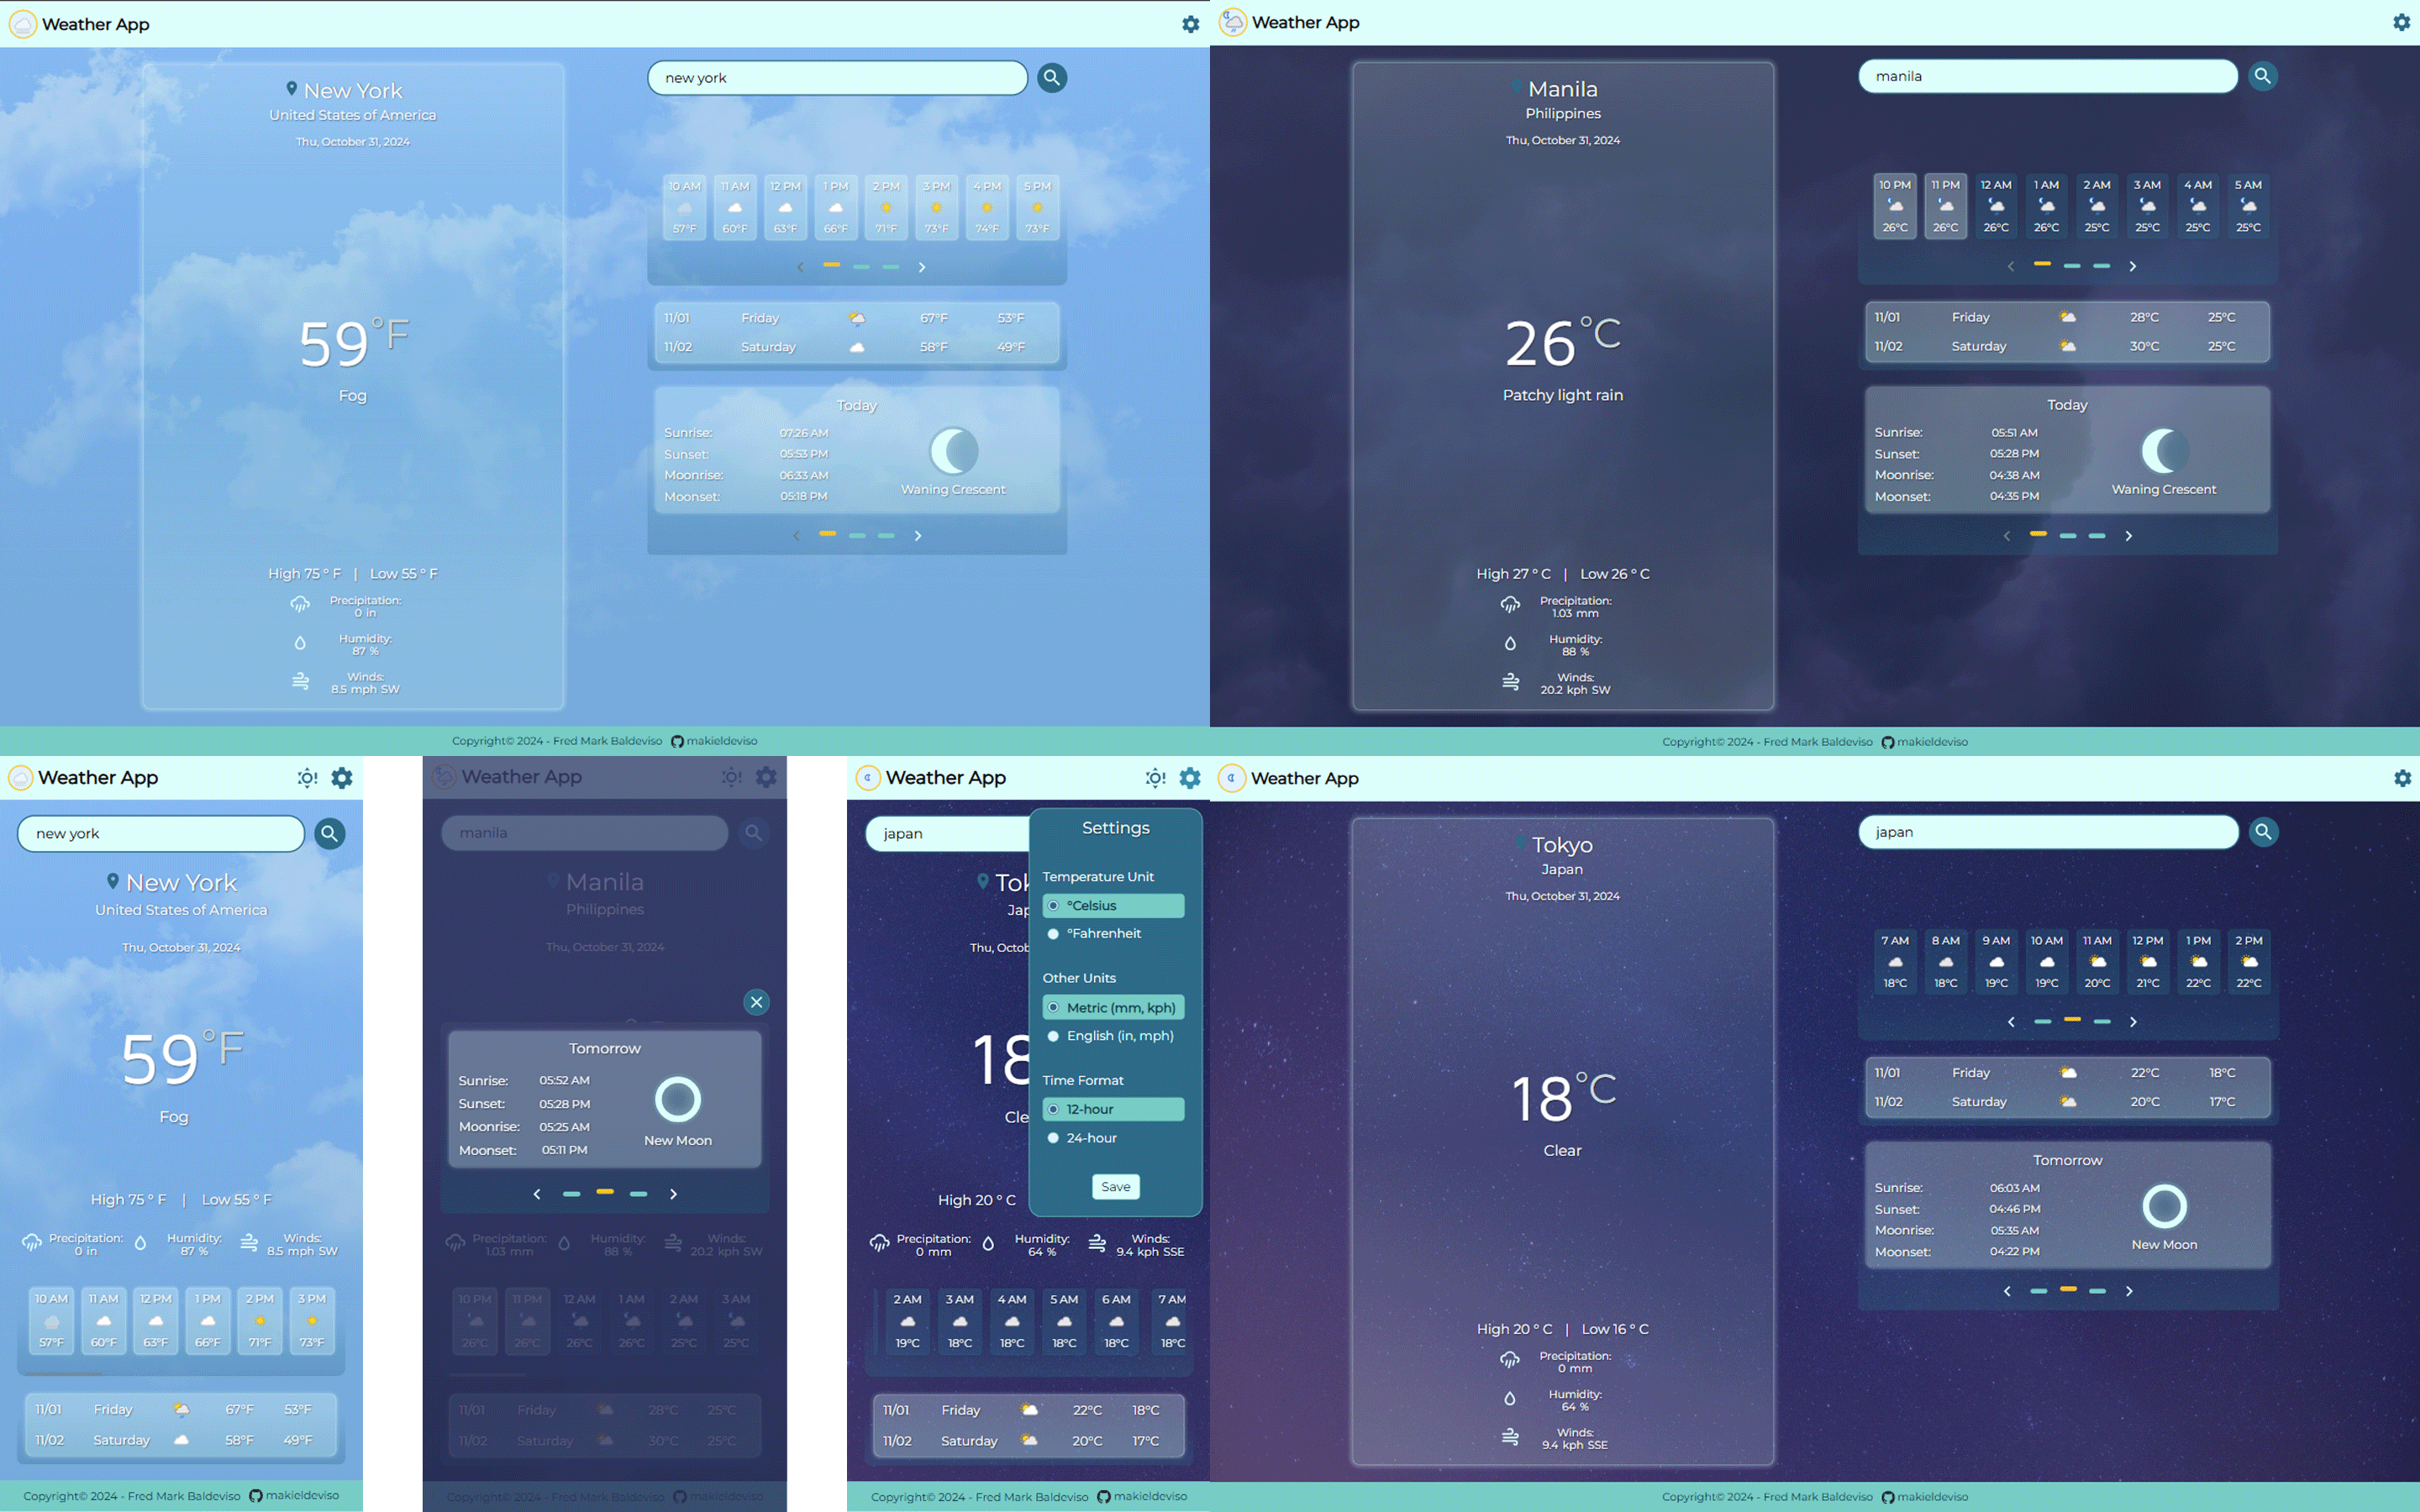 Weather App
New York
United States of America
Thu, October 31, 2024
59°F
Fog
High 75 ° F | Low 55 ° F
Precipitation:
0 in
Humidity:
87 %
Winds:
8.5 mph SW
new york
10 AM 11 AM 12 PM 1 PM 2 PM 3 PM 4 PM 5 PM
57°F 60°F 63°F 66°F 71°F 73°F 74°F 73°F
11/01 Friday 67°F 53°F
11/02 Saturday 58°F 49°F
Today
Sunrise: 07:26 AM
Sunset: 05:53 PM
Moonrise: 06:33 AM
Moonset: 05:18 PM
Waning Crescent
Copyright© 2024 - Fred Mark Baldeviso makieldeviso
Weather App
Manila
Philippines
Thu, October 31, 2024
26°C
Patchy light rain
High 27 ° C | Low 26 ° C
Precipitation:
1.03 mm
Humidity:
88 %
Winds:
20.2 kph SW
manila
10 PM 11 PM 12 AM 1 AM 2 AM 3 AM 4 AM 5 AM
26°C 26°C 26°C 26°C 25°C 25°C 25°C 25°C
11/01 Friday 28°C 25°C
11/02 Saturday 30°C 25°C
Today
Sunrise: 05:51 AM
Sunset: 05:28 PM
Moonrise: 04:38 AM
Moonset: 04:35 PM
Waning Crescent
Copyright© 2024 - Fred Mark Baldeviso makieldeviso
Weather App
new york
New York
United States of America
Thu, October 31, 2024
59°F
Fog
High 75 ° F | Low 55 ° F
Precipitation: Humidity: Winds:
0 in 87 % 8.5 mph SW
10 AM 11 AM 12 PM 1 PM 2 PM 3 PM
57°F 60°F 63°F 66°F 71°F 73°F
11/01 Friday 67°F 53°F
11/02 Saturday 58°F 49°F
Copyright© 2024 - Fred Mark Baldeviso makieldeviso
Weather App
manila
Manila
Philippines
Thu, October 31, 2024
Tomorrow
Sunrise: 05:52 AM
Sunset: 05:28 PM
Moonrise: 05:25 AM
Moonset: 05:11 PM
New Moon
Precipitation: Humidity: Winds:
1.03 mm 88 % 20.2 kph SW
10 PM 11 PM 12 AM 1 AM 2 AM 3 AM
26°C 26°C 26°C 26°C 25°C 25°C
11/01 Friday 28°C 25°C
11/02 Saturday 30°C 25°C
Copyright© 2024 - Fred Mark Baldeviso makieldeviso
Weather App
japan
Tok
Jap
Thu, Octob
18
Cle
High 20 ° C
Settings
Temperature Unit
°Celsius
°Fahrenheit
Other Units
Metric (mm, kph)
English (in, mph)
Time Format
12-hour
24-hour
Save
Precipitation: Humidity: Winds:
0 mm 64 % 9.4 kph SSE
2 AM 3 AM 4 AM 5 AM 6 AM 7 AM
19°C 18°C 18°C 18°C 18°C 18°C
11/01 Friday 22°C 18°C
11/02 Saturday 20°C 17°C
Copyright© 2024 - Fred Mark Baldeviso makieldeviso
Weather App
Tokyo
Japan
Thu, October 31, 2024
18°C
Clear
High 20 ° C | Low 16 ° C
Precipitation:
0 mm
Humidity:
64 %
Winds:
9.4 kph SSE
japan
7 AM 8 AM 9 AM 10 AM 11 AM 12 PM 1 PM 2 PM
18°C 18°C 19°C 19°C 20°C 21°C 22°C 22°C
11/01 Friday 22°C 18°C
11/02 Saturday 20°C 17°C
Tomorrow
Sunrise: 06:03 AM
Sunset: 04:46 PM
Moonrise: 05:35 AM
Moonset: 04:22 PM
New Moon
Copyright© 2024 - Fred Mark Baldeviso makieldeviso